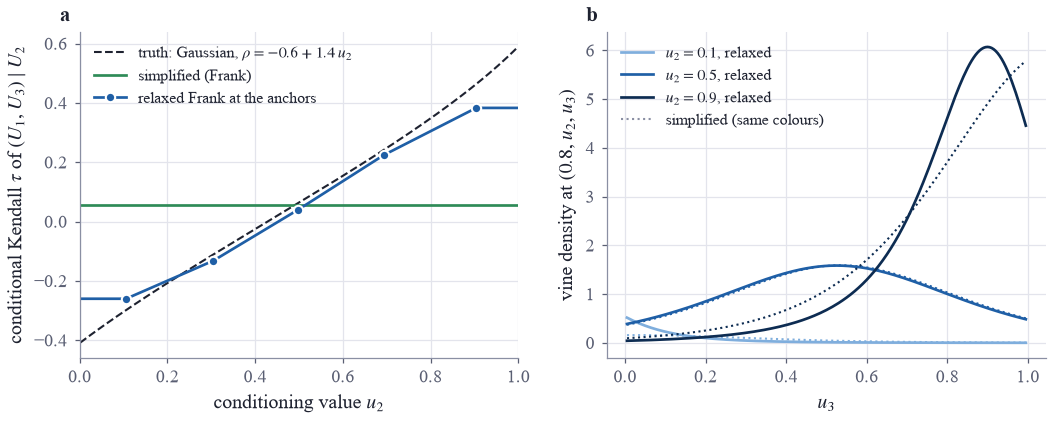 a
truth: Gaussian, ρ = −0.6 + 1.4 u₂
simplified (Frank)
relaxed Frank at the anchors
conditional Kendall τ of (U₁, U₃) | U₂
0.6
0.4
0.2
0.0
−0.2
−0.4
0.0 0.2 0.4 0.6 0.8 1.0
conditioning value u₂
b
u₂ = 0.1, relaxed
u₂ = 0.5, relaxed
u₂ = 0.9, relaxed
simplified (same colours)
vine density at (0.8, u₂, u₃)
6
5
4
3
2
1
0
0.0 0.2 0.4 0.6 0.8 1.0
u₃